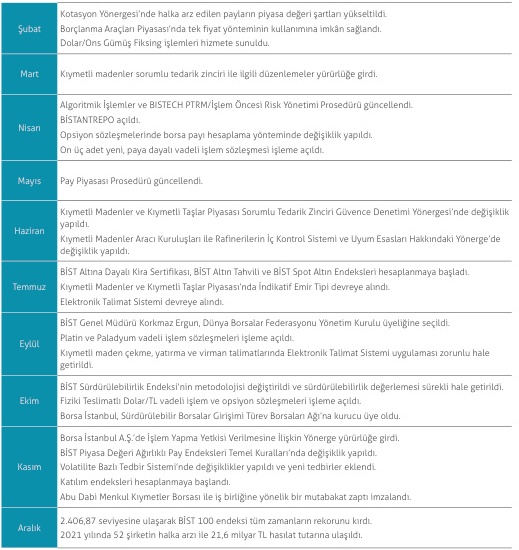 Şubat
Kotasyon Yönergesi'nde halka arz edilen payların piyasa değeri şartları yükseltildi.
Borçlanma Araçları Piyasası'nda tek fiyat yönteminin kullanımına imkân sağlandı.
Dolar/Ons Gümüş Fiksing işlemleri hizmete sunuldu.
Mart
Kıymetli madenler sorumlu tedarik zinciri ile ilgili düzenlemeler yürürlüğe girdi.
Nisan
Algoritmik İşlemler ve BISTECH PTRM/İşlem Öncesi Risk Yönetimi Prosedürü güncellendi.
BİSTANTREPO açıldı.
Opsiyon sözleşmelerinde borsa payı hesaplama yönteminde değişiklik yapıldı.
On üç adet yeni, paya dayalı vadeli işlem sözleşmesi işleme açıldı.
Mayıs
Pay Piyasası Prosedürü güncellendi.
Haziran
Kıymetli Madenler ve Kıymetli Taşlar Piyasası Sorumlu Tedarik Zinciri Güvence Denetimi Yönergesi'nde değişiklik
yapıldı.
Kıymetli Madenler Aracı Kuruluşları ile Rafinerilerin İç Kontrol Sistemi ve Uyum Esasları Hakkındaki Yönerge'de
değişiklik yapıldı.
Temmuz
BİST Altına Dayalı Kira Sertifikası, BİST Altın Tahvili ve BİST Spot Altın Endeksleri hesaplanmaya başladı.
Kıymetli Madenler ve Kıymetli Taşlar Piyasası'nda İndikatif Emir Tipi devreye alındı.
Elektronik Talimat Sistemi devreye alındı.
Eylül
BİST Genel Müdürü Korkmaz Ergun, Dünya Borsalar Federasyonu Yönetim Kurulu üyeliğine seçildi.
Platin ve Paladyum vadeli işlem sözleşmeleri işleme açıldı.
Kıymetli maden çekme, yatırma ve virman talimatlarında Elektronik Talimat Sistemi uygulaması zorunlu hale
getirildi.
Ekim
BİST Sürdürülebilirlik Endeksi'nin metodolojisi değiştirildi ve sürdürülebilirlik değerlemesi sürekli hale getirildi.
Fiziki Teslimatlı Dolar/TL vadeli işlem ve opsiyon sözleşmeleri işleme açıldı.
Borsa İstanbul, Sürdürülebilir Borsalar Girişimi Türev Borsaları Ağı'na kurucu üye oldu.
Kasım
Borsa İstanbul A.Ş.'de İşlem Yapma Yetkisi Verilmesine İlişkin Yönerge yürürlüğe girdi.
BİST Piyasa Değeri Ağırlıklı Pay Endeksleri Temel Kuralları'nda değişiklik yapıldı.
Volatilite Bazlı Tedbir Sistemi'nde değişiklikler yapıldı ve yeni tedbirler eklendi.
Katılım endeksleri hesaplanmaya başlandı.
Abu Dabi Menkul Kıymetler Borsası ile iş birliğine yönelik bir mutabakat zaptı imzalandı.
Aralık
2.406,87 seviyesine ulaşarak BİST 100 endeksi tüm zamanların rekorunu kırdı.
2021 yılında 52 şirketin halka arzı ile 21,6 milyar TL hasılat tutarına ulaşıldı.